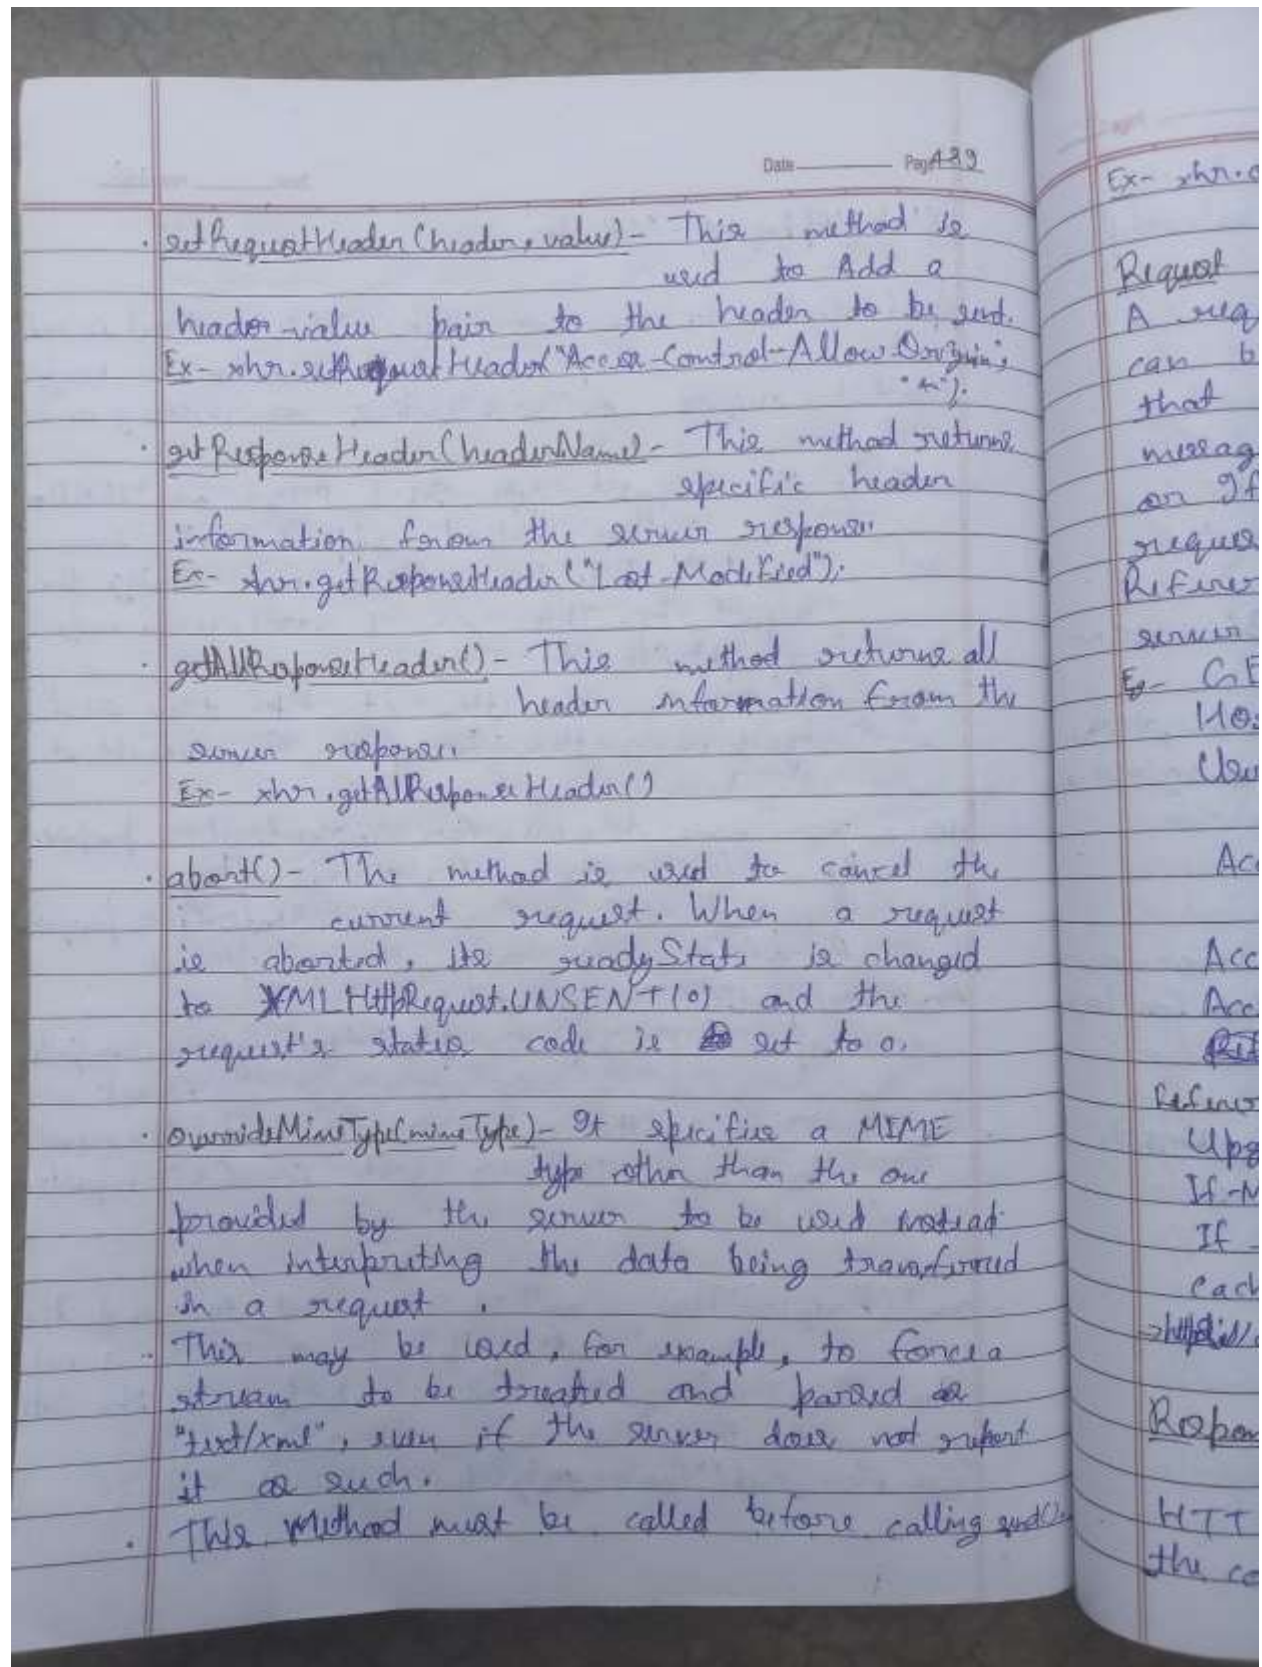 Date Page 489
· setRequestHeader(header, value) - This method is
used to Add a
header-value pair to the header to be sent.
Ex- xhr.setRequestHeader("Access-Control-Allow-Origin",
"*");
· getResponseHeader(headerName) - This method returns
specific header
information from the server response.
Ex- xhr.getResponseHeader("Last-Modified");
· getAllResponseHeader() - This method returns all
header information from the
server response.
Ex- xhr.getAllResponseHeader()
· abort() - The method is used to cancel the
current request. When a request
is aborted, its readyState is changed
to XMLHttpRequest.UNSENT(0) and the
request's status code is set to 0.
· overrideMimeType(mimeType) - It specifies a MIME
type other than the one
provided by the server to be used instead
when interpreting the data being transferred
in a request.
· This may be used, for example, to force a
stream to be treated and parsed as
"text/xml", even if the server does not report
it as such.
· This Method must be called before calling send().
Ex- xhr.
Request
A
can
that
or If
server
Eg-
the